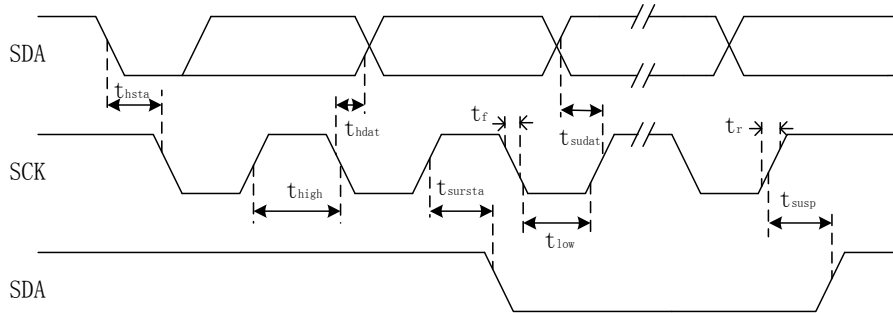 SDA
thsta
thdat
tf
tsudat
tr
SCK
thigh
tsursta
tlow
tsusp
SDA